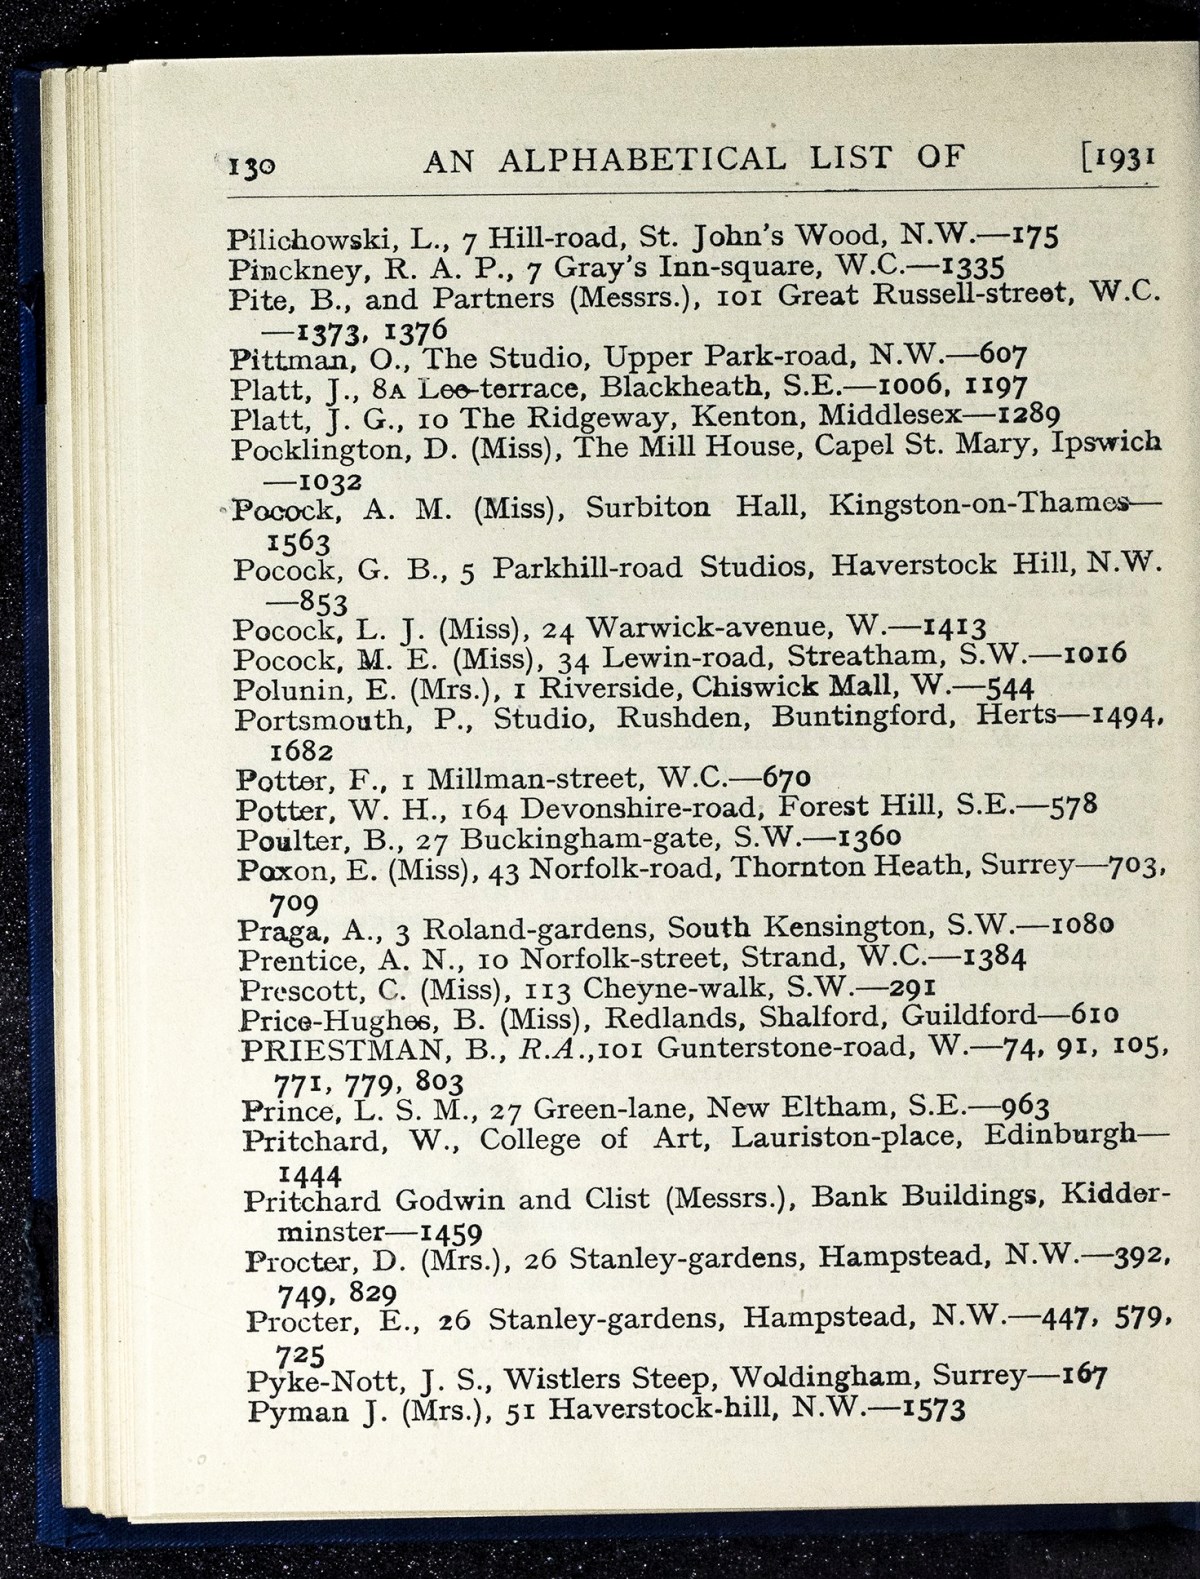 130 AN ALPHABETICAL LIST OF [1931
Pilichowski, L., 7 Hill-road, St. John's Wood, N.W.—175
Pinckney, R. A. P., 7 Gray's Inn-square, W.C.—1335
Pite, B., and Partners (Messrs.), 101 Great Russell-street, W.C.
—1373, 1376
Pittman, O., The Studio, Upper Park-road, N.W.—607
Platt, J., 8A Lee-terrace, Blackheath, S.E.—1006, 1197
Platt, J. G., 10 The Ridgeway, Kenton, Middlesex—1289
Pocklington, D. (Miss), The Mill House, Capel St. Mary, Ipswich
—1032
Pocock, A. M. (Miss), Surbiton Hall, Kingston-on-Thames—
1563
Pocock, G. B., 5 Parkhill-road Studios, Haverstock Hill, N.W.
—853
Pocock, L. J. (Miss), 24 Warwick-avenue, W.—1413
Pocock, M. E. (Miss), 34 Lewin-road, Streatham, S.W.—1016
Polunin, E. (Mrs.), 1 Riverside, Chiswick Mall, W.—544
Portsmouth, P., Studio, Rushden, Buntingford, Herts—1494,
1682
Potter, F., 1 Millman-street, W.C.—670
Potter, W. H., 164 Devonshire-road, Forest Hill, S.E.—578
Poulter, B., 27 Buckingham-gate, S.W.—1360
Poxon, E. (Miss), 43 Norfolk-road, Thornton Heath, Surrey—703,
709
Praga, A., 3 Roland-gardens, South Kensington, S.W.—1080
Prentice, A. N., 10 Norfolk-street, Strand, W.C.—1384
Prescott, C. (Miss), 113 Cheyne-walk, S.W.—291
Price-Hughes, B. (Miss), Redlands, Shalford, Guildford—610
PRIESTMAN, B., R.A., 101 Gunterstone-road, W.—74, 91, 105,
771, 779, 803
Prince, L. S. M., 27 Green-lane, New Eltham, S.E.—963
Pritchard, W., College of Art, Lauriston-place, Edinburgh—
1444
Pritchard Godwin and Clist (Messrs.), Bank Buildings, Kidder-
minster—1459
Procter, D. (Mrs.), 26 Stanley-gardens, Hampstead, N.W.—392,
749, 829
Procter, E., 26 Stanley-gardens, Hampstead, N.W.—447, 579,
725
Pyke-Nott, J. S., Wistlers Steep, Woldingham, Surrey—167
Pyman J. (Mrs.), 51 Haverstock-hill, N.W.—1573